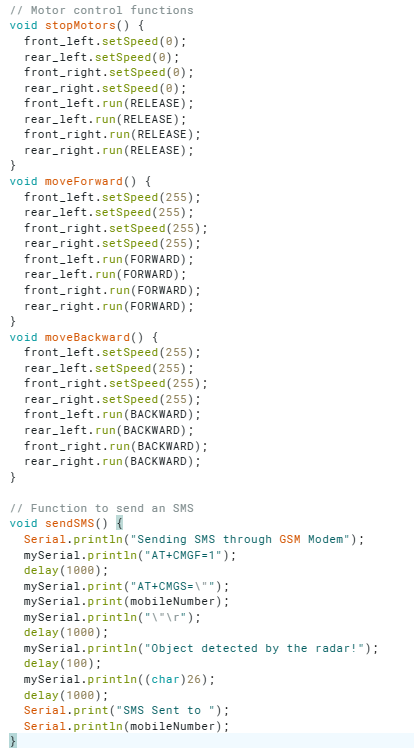 // Motor control functions
void stopMotors() {
  front_left.setSpeed(0);
  rear_left.setSpeed(0);
  front_right.setSpeed(0);
  rear_right.setSpeed(0);
  front_left.run(RELEASE);
  rear_left.run(RELEASE);
  front_right.run(RELEASE);
  rear_right.run(RELEASE);
}
void moveForward() {
  front_left.setSpeed(255);
  rear_left.setSpeed(255);
  front_right.setSpeed(255);
  rear_right.setSpeed(255);
  front_left.run(FORWARD);
  rear_left.run(FORWARD);
  front_right.run(FORWARD);
  rear_right.run(FORWARD);
}
void moveBackward() {
  front_left.setSpeed(255);
  rear_left.setSpeed(255);
  front_right.setSpeed(255);
  rear_right.setSpeed(255);
  front_left.run(BACKWARD);
  rear_left.run(BACKWARD);
  front_right.run(BACKWARD);
  rear_right.run(BACKWARD);
}

// Function to send an SMS
void sendSMS() {
  Serial.println("Sending SMS through GSM Modem");
  mySerial.println("AT+CMGF=1");
  delay(1000);
  mySerial.print("AT+CMGS=\"");
  mySerial.print(mobileNumber);
  mySerial.println("\"\r");
  delay(1000);
  mySerial.println("Object detected by the radar!");
  delay(100);
  mySerial.println((char)26);
  delay(1000);
  Serial.print("SMS Sent to ");
  Serial.println(mobileNumber);
}